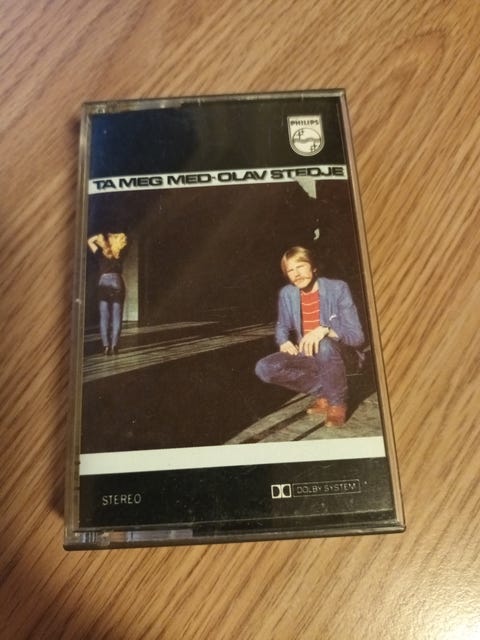 PHILIPS
TA MEG MED-OLAV STEDJE
STEREO
DOLBY SYSTEM